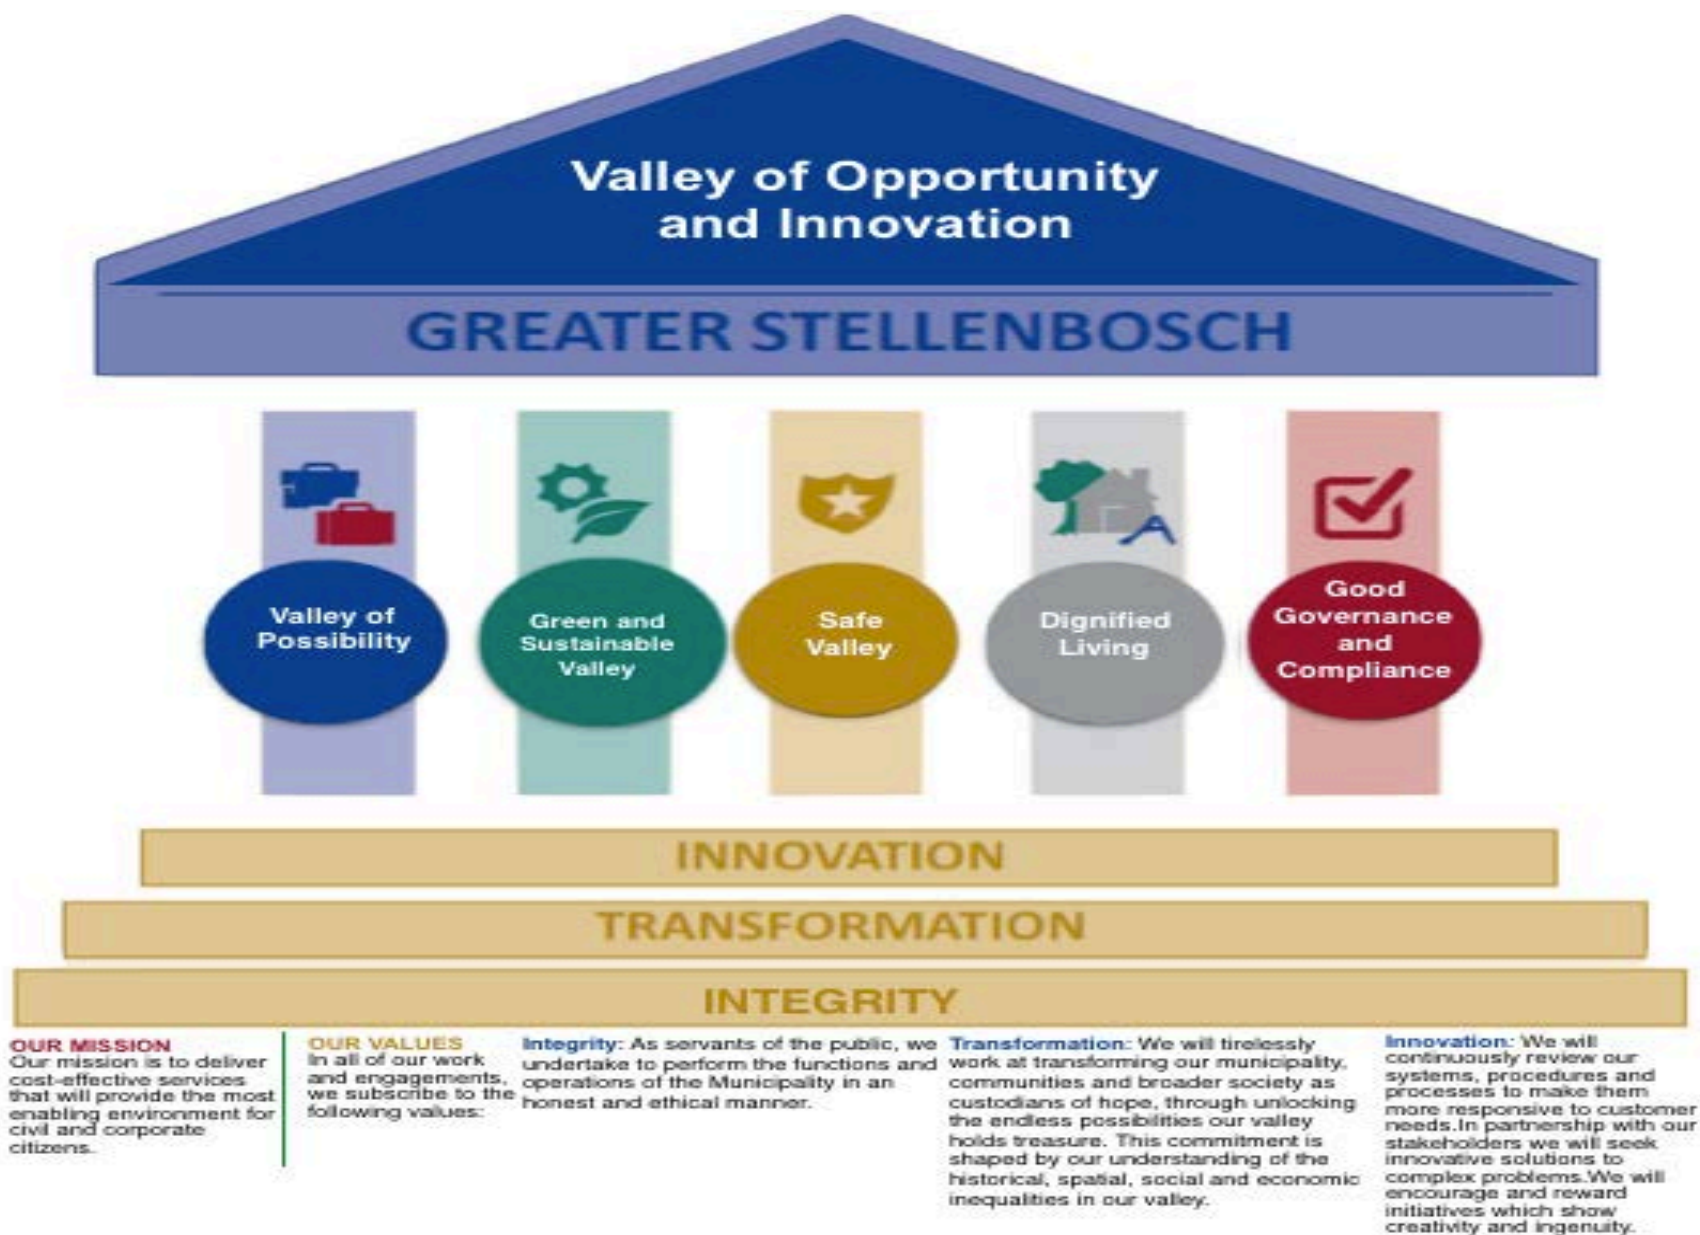 Valley of Opportunity
and Innovation
GREATER STELLENBOSCH
Valley of
Possibility
Green and
Sustainable
Valley
Safe
Valley
Dignified
Living
Good
Governance
and
Compliance
INNOVATION
TRANSFORMATION
INTEGRITY
OUR MISSION
Our mission is to deliver
cost-effective services
that will provide the most
enabling environment for
civil and corporate
citizens.
OUR VALUES
In all of our work
and engagements,
we subscribe to the
following values:
Integrity: As servants of the public, we
undertake to perform the functions and
operations of the Municipality in an
honest and ethical manner.
Transformation: We will tirelessly
work at transforming our municipality,
communities and broader society as
custodians of hope, through unlocking
the endless possibilities our valley
holds treasure. This commitment is
shaped by our understanding of the
historical, spatial, social and economic
inequalities in our valley.
Innovation: We will
continuously review our
systems, procedures and
processes to make them
more responsive to customer
needs.In partnership with our
stakeholders we will seek
innovative solutions to
complex problems.We will
encourage and reward
initiatives which show
creativity and ingenuity.